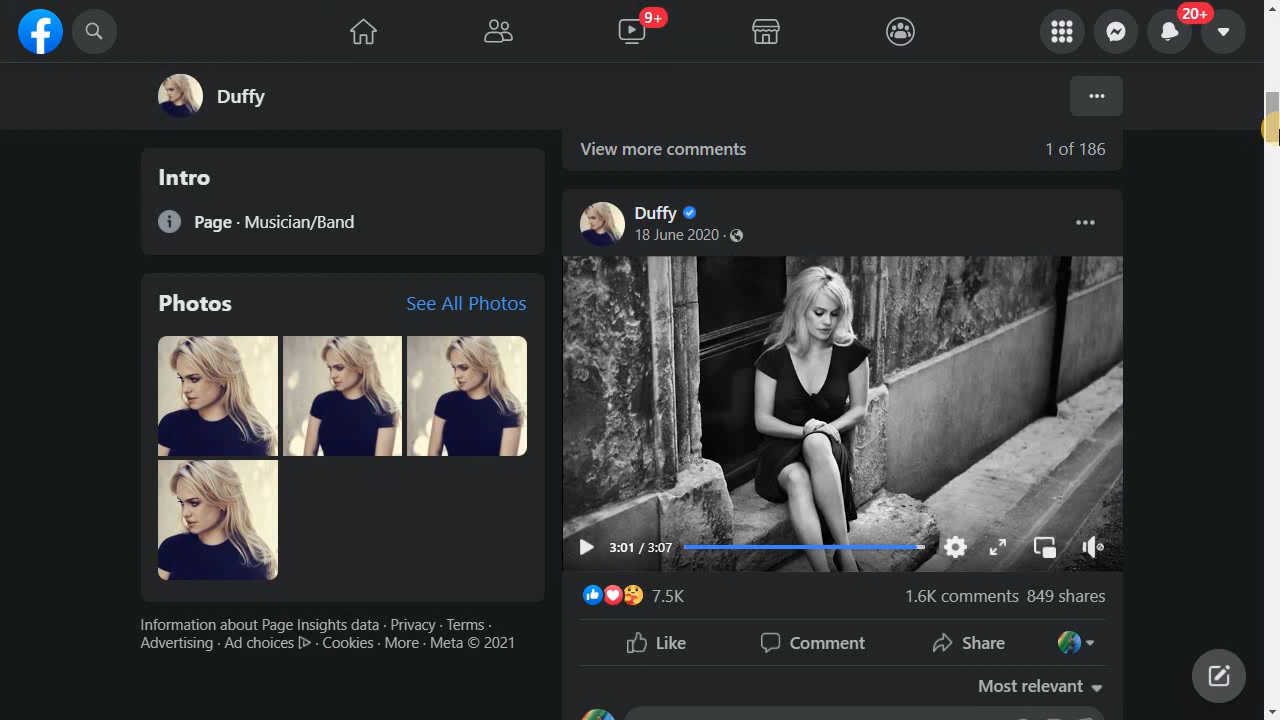 9+
20+
Duffy
Intro
Page · Musician/Band
Photos
See All Photos
Information about Page Insights data · Privacy · Terms ·
Advertising · Ad choices · Cookies · More · Meta © 2021
View more comments
1 of 186
Duffy
18 June 2020 ·
3:01 / 3:07
7.5K
1.6K comments 849 shares
Like
Comment
Share
Most relevant